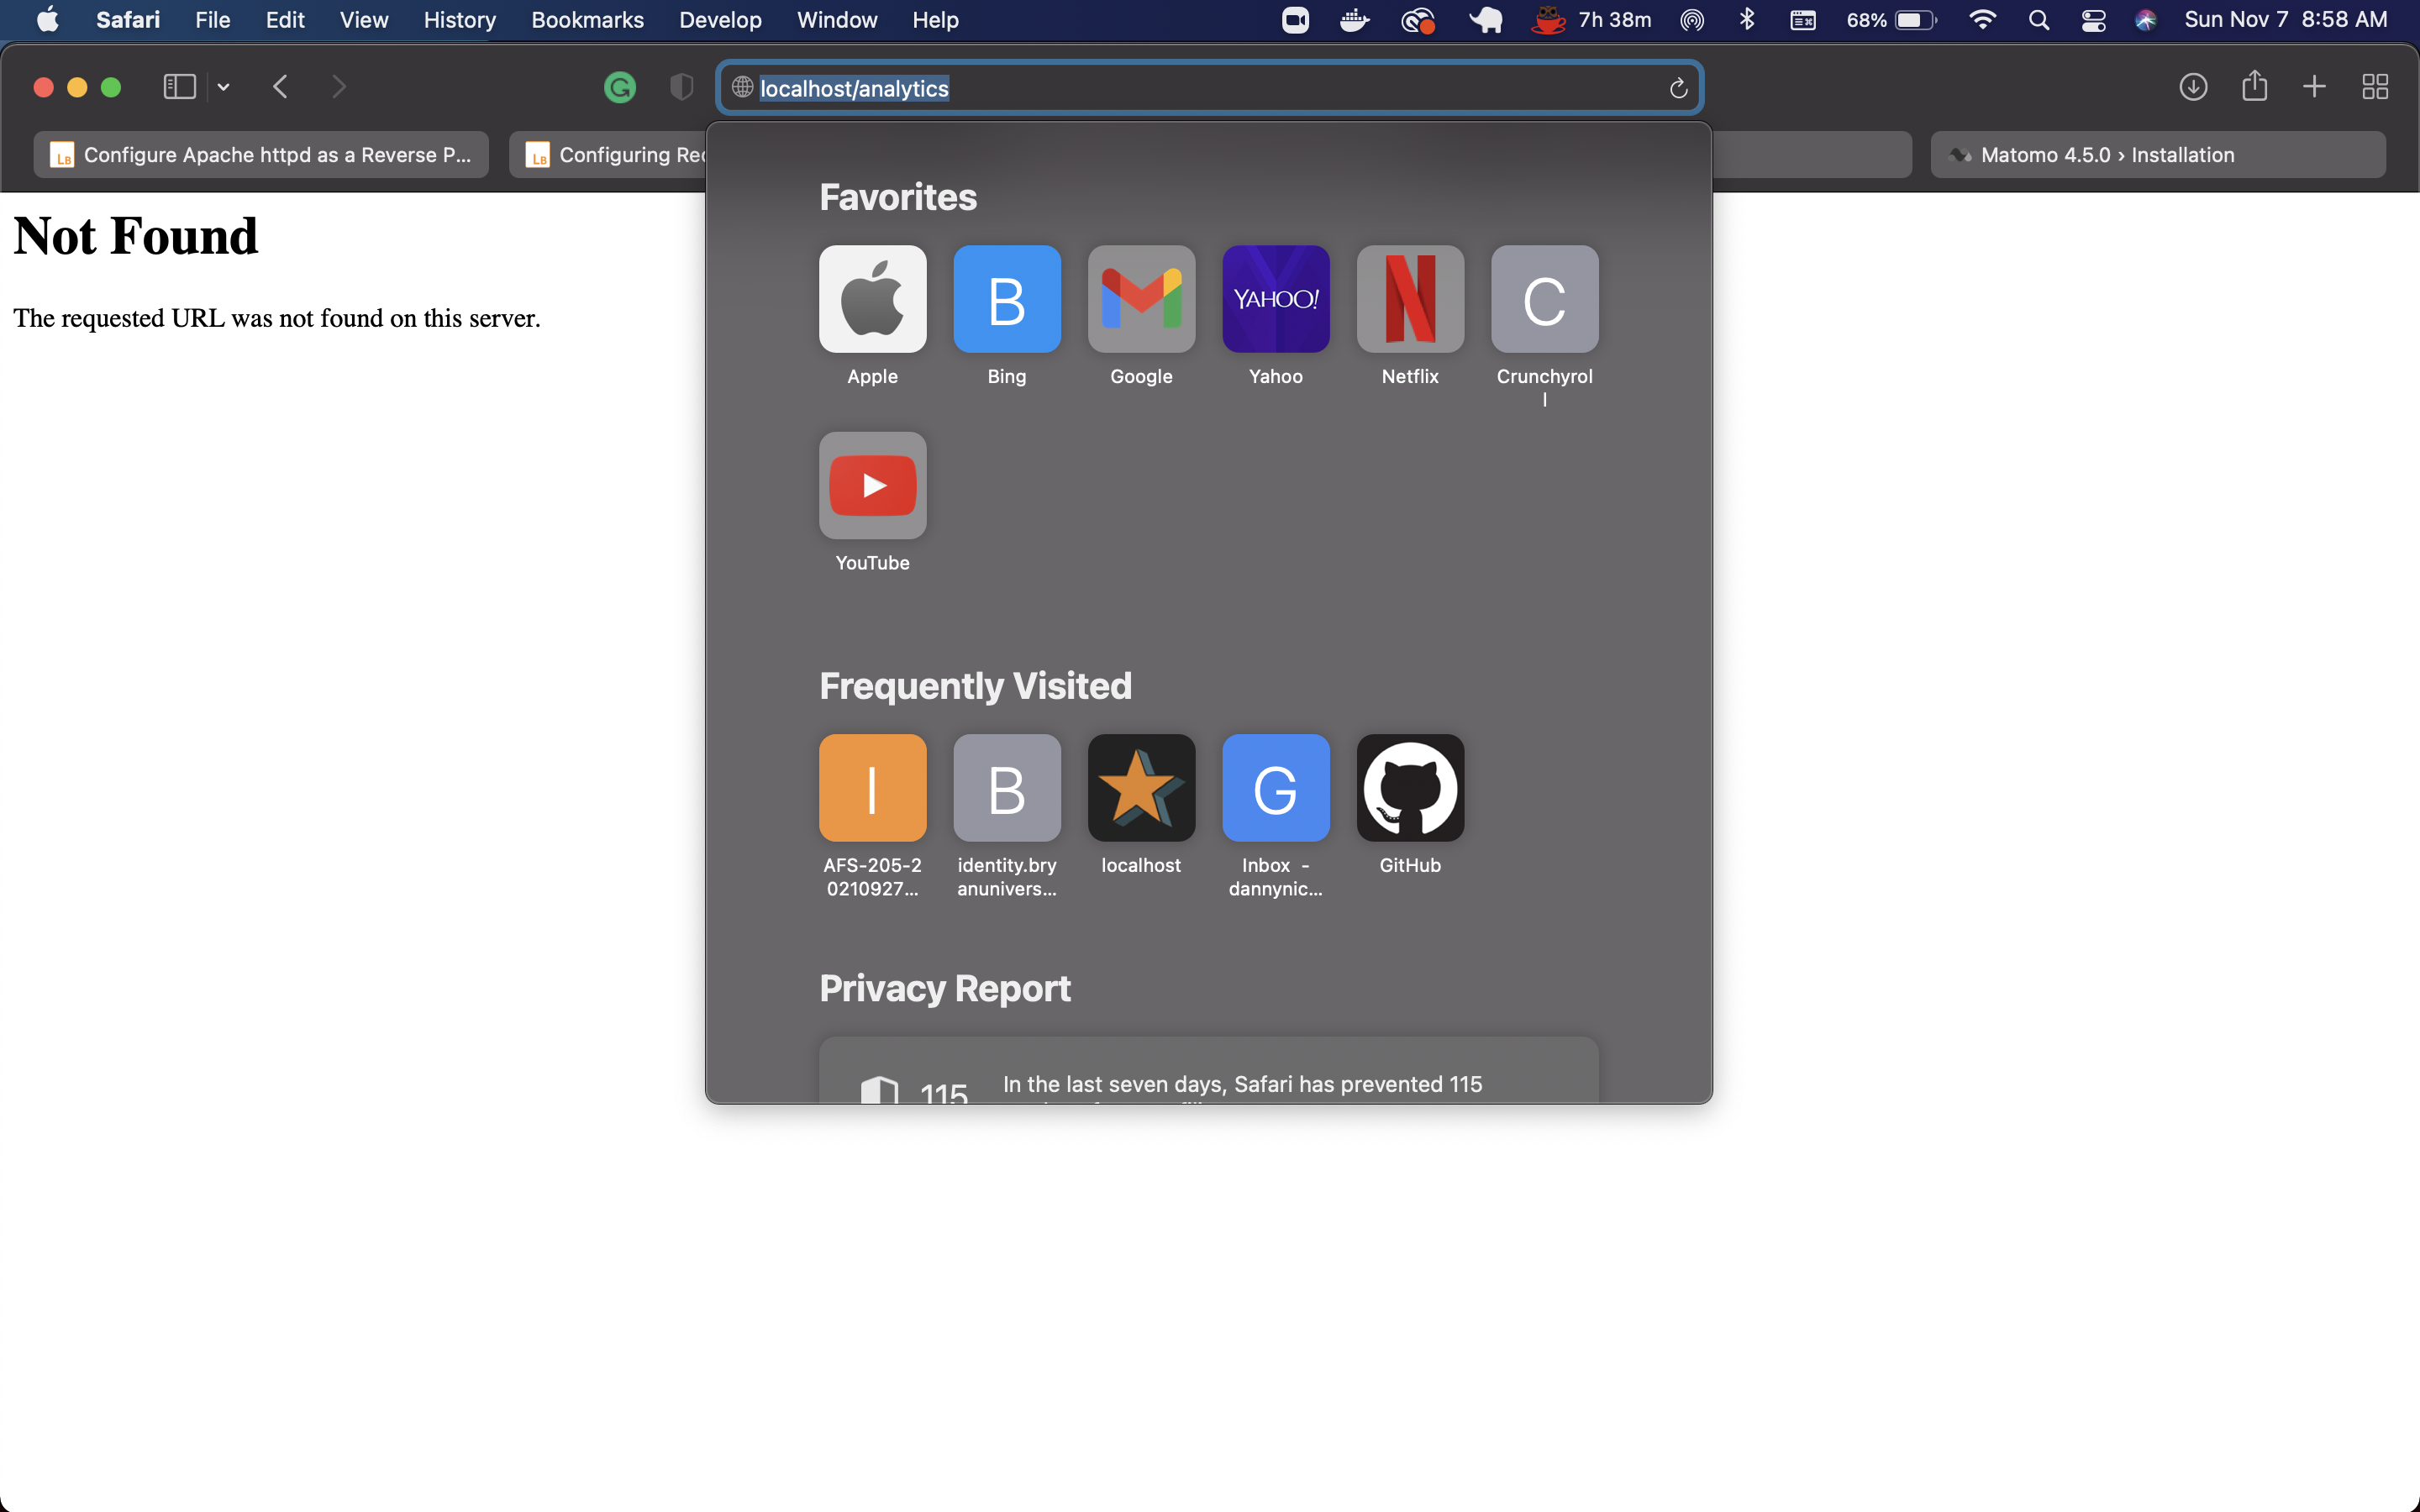 Safari File Edit View History Bookmarks Develop Window Help 7h 38m 68% Sun Nov 7 8:58 AM
localhost/analytics
LB Configure Apache httpd as a Reverse P... LB Configuring Rec Matomo 4.5.0 › Installation
Not Found
The requested URL was not found on this server.
Favorites
B YAHOO! N C
Apple Bing Google Yahoo Netflix Crunchyrol
l
YouTube
Frequently Visited
I B G
AFS-205-2 identity.bry localhost Inbox - GitHub
0210927... anunivers... dannynic...
Privacy Report
115 In the last seven days, Safari has prevented 115